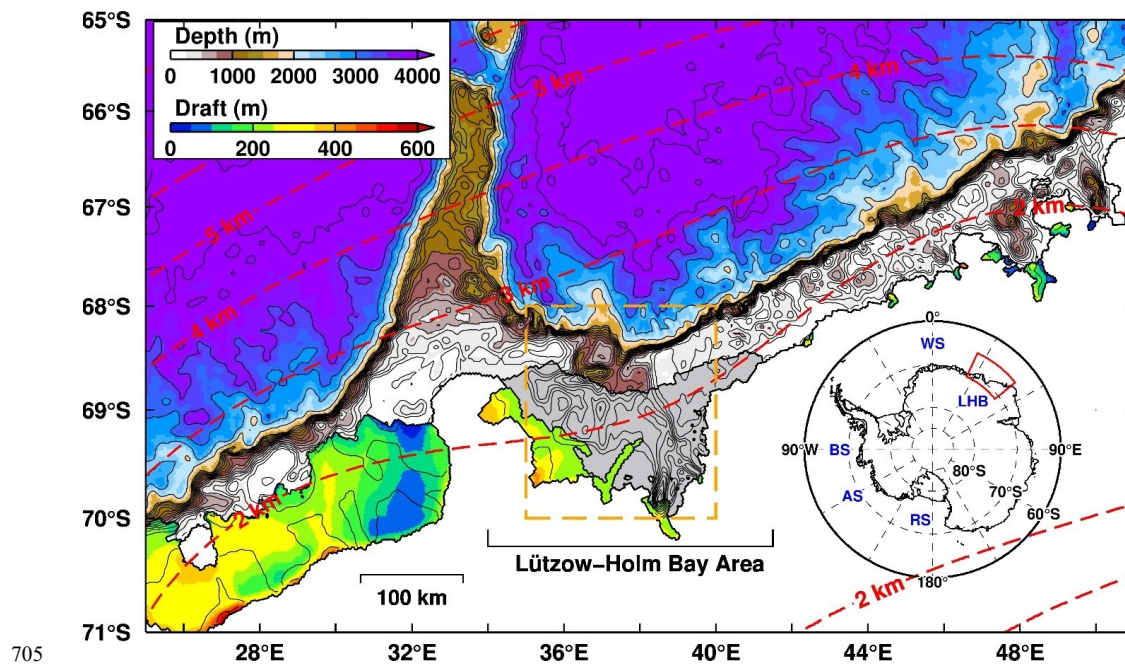 65°S
66°S
67°S
68°S
69°S
70°S
71°S
Depth (m)
0 1000 2000 3000 4000
Draft (m)
0 200 400 600
5 km
5 km
4 km
4 km
3 km
2 km
2 km
2 km
0°
WS
LHB
90°W
BS
90°E
80°S
AS
70°S
RS
60°S
180°
Lützow–Holm Bay Area
100 km
28°E 32°E 36°E 40°E 44°E 48°E
705